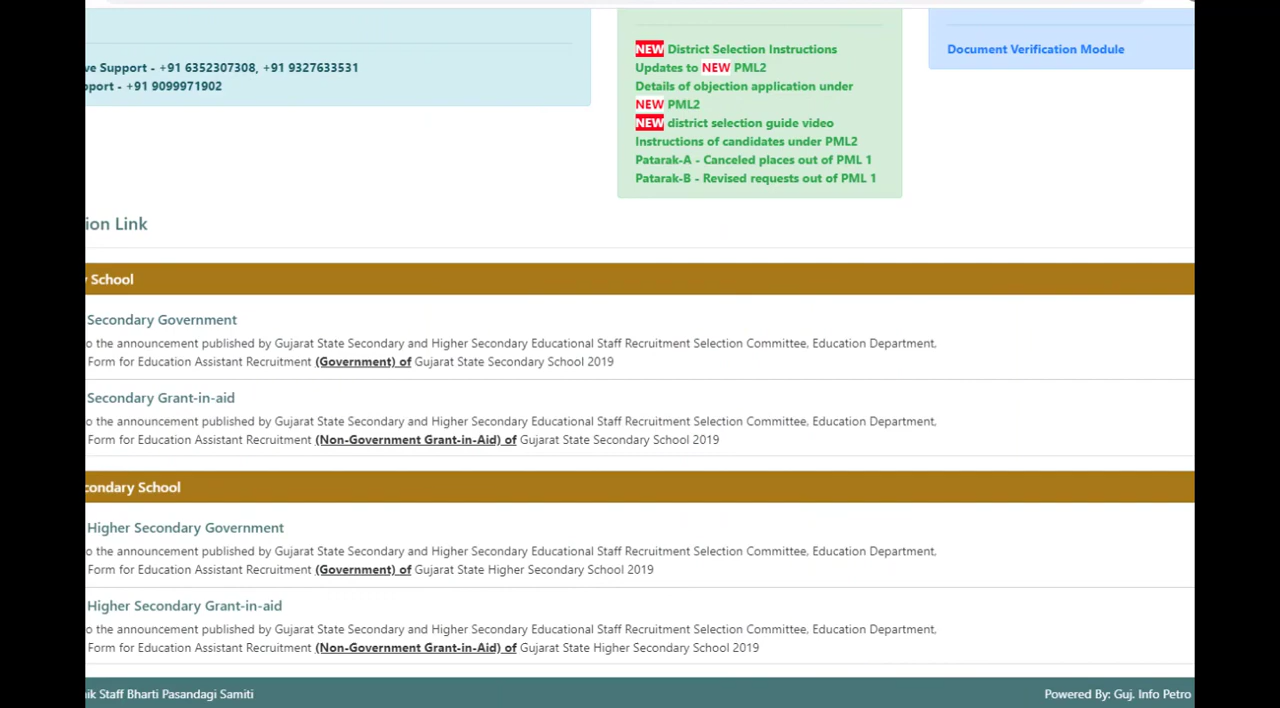 ve Support - +91 6352307308, +91 9327633531
pport - +91 9099971902
NEW District Selection Instructions
Updates to NEW PML2
Details of objection application under
NEW PML2
NEW district selection guide video
Instructions of candidates under PML2
Patarak-A - Canceled places out of PML 1
Patarak-B - Revised requests out of PML 1
Document Verification Module
ion Link
y School
Secondary Government
o the announcement published by Gujarat State Secondary and Higher Secondary Educational Staff Recruitment Selection Committee, Education Department,
Form for Education Assistant Recruitment (Government) of Gujarat State Secondary School 2019
Secondary Grant-in-aid
o the announcement published by Gujarat State Secondary and Higher Secondary Educational Staff Recruitment Selection Committee, Education Department,
Form for Education Assistant Recruitment (Non-Government Grant-in-Aid) of Gujarat State Secondary School 2019
condary School
Higher Secondary Government
o the announcement published by Gujarat State Secondary and Higher Secondary Educational Staff Recruitment Selection Committee, Education Department,
Form for Education Assistant Recruitment (Government) of Gujarat State Higher Secondary School 2019
Higher Secondary Grant-in-aid
o the announcement published by Gujarat State Secondary and Higher Secondary Educational Staff Recruitment Selection Committee, Education Department,
Form for Education Assistant Recruitment (Non-Government Grant-in-Aid) of Gujarat State Higher Secondary School 2019
ik Staff Bharti Pasandagi Samiti
Powered By: Guj. Info Petro